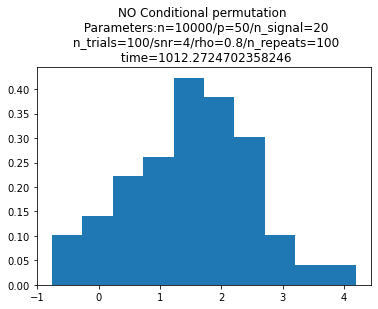 NO Conditional permutation
Parameters:n=10000/p=50/n_signal=20
n_trials=100/snr=4/rho=0.8/n_repeats=100
time=1012.2724702358246
0.40
0.35
0.30
0.25
0.20
0.15
0.10
0.05
0.00
−1 0 1 2 3 4